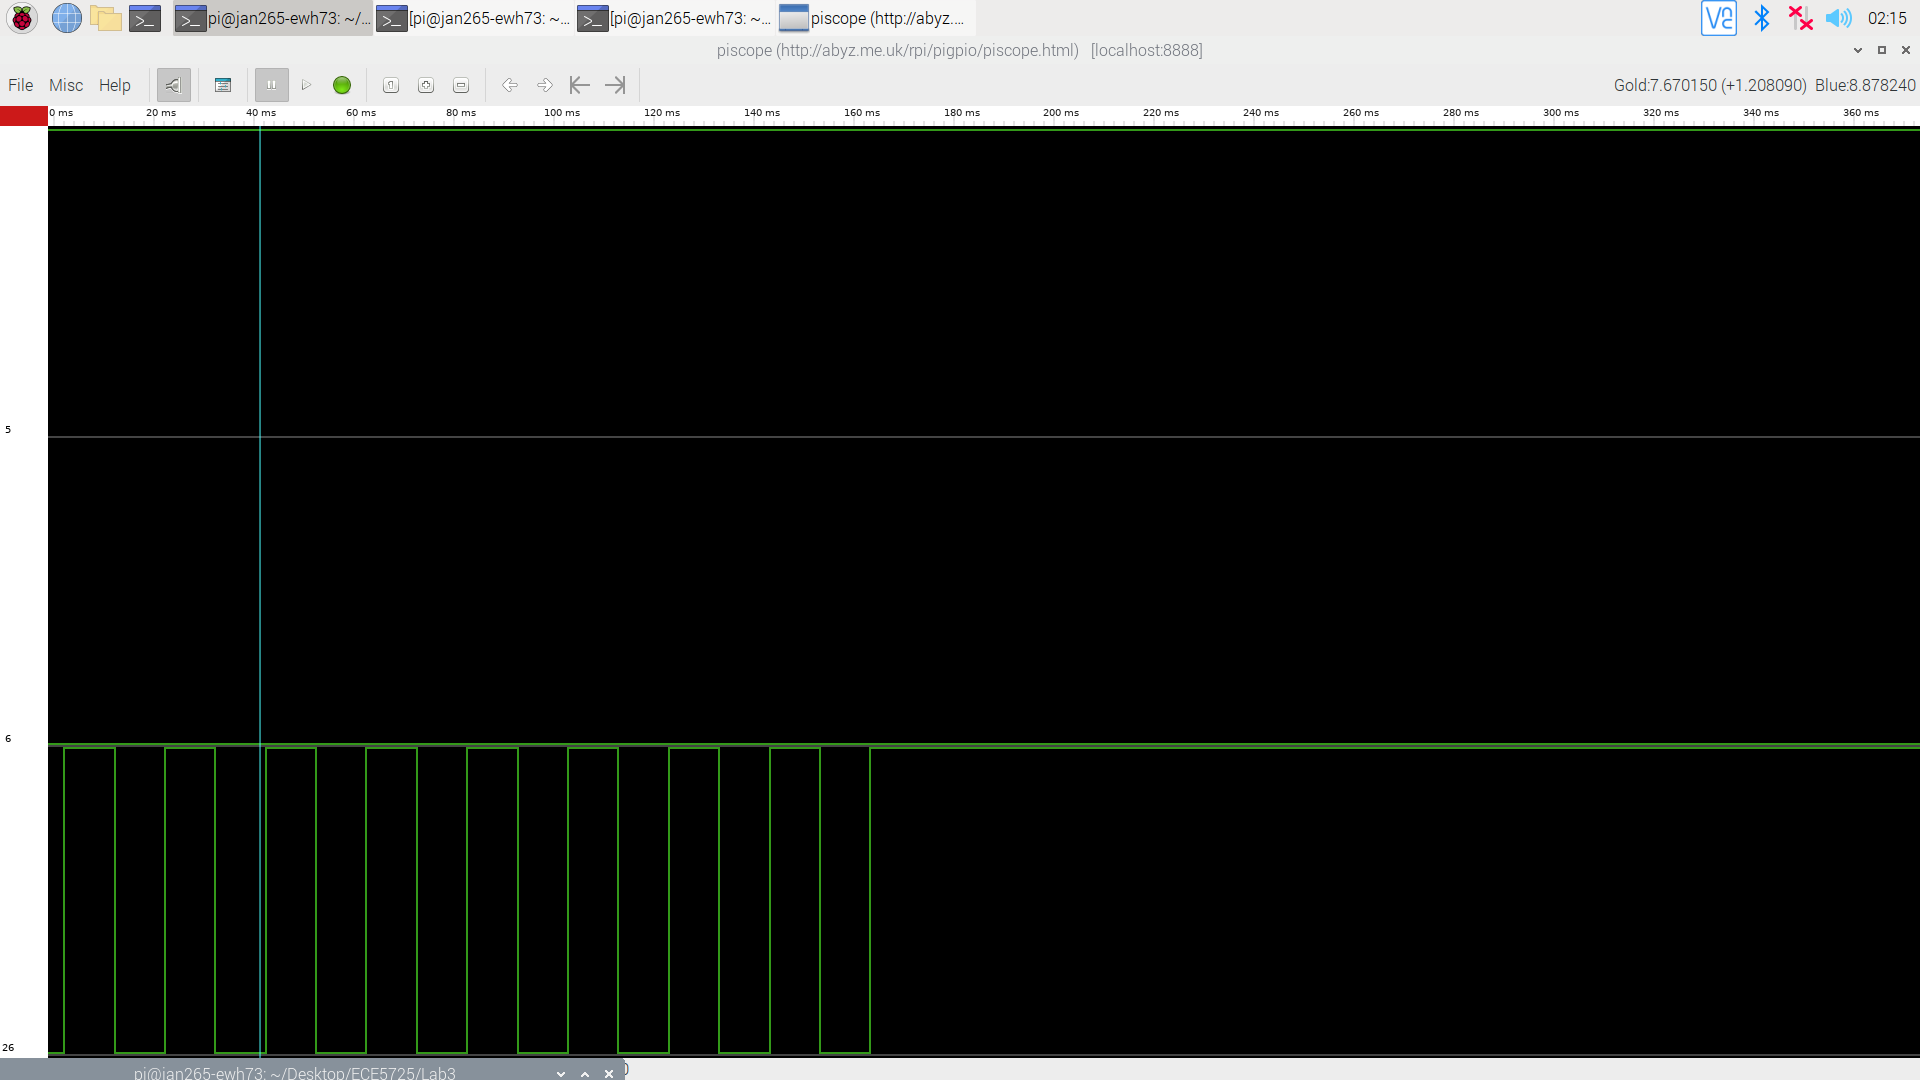 pi@jan265-ewh73: ~/... [pi@jan265-ewh73: ~... [pi@jan265-ewh73: ~... piscope (http://abyz.... 02:15
piscope (http://abyz.me.uk/rpi/pigpio/piscope.html) [localhost:8888]
File Misc Help Gold:7.670150 (+1.208090) Blue:8.878240
0 ms 20 ms 40 ms 60 ms 80 ms 100 ms 120 ms 140 ms 160 ms 180 ms 200 ms 220 ms 240 ms 260 ms 280 ms 300 ms 320 ms 340 ms 360 ms
5
6
26
pi@jan265-ewh73: ~/Desktop/ECE5725/Lab3